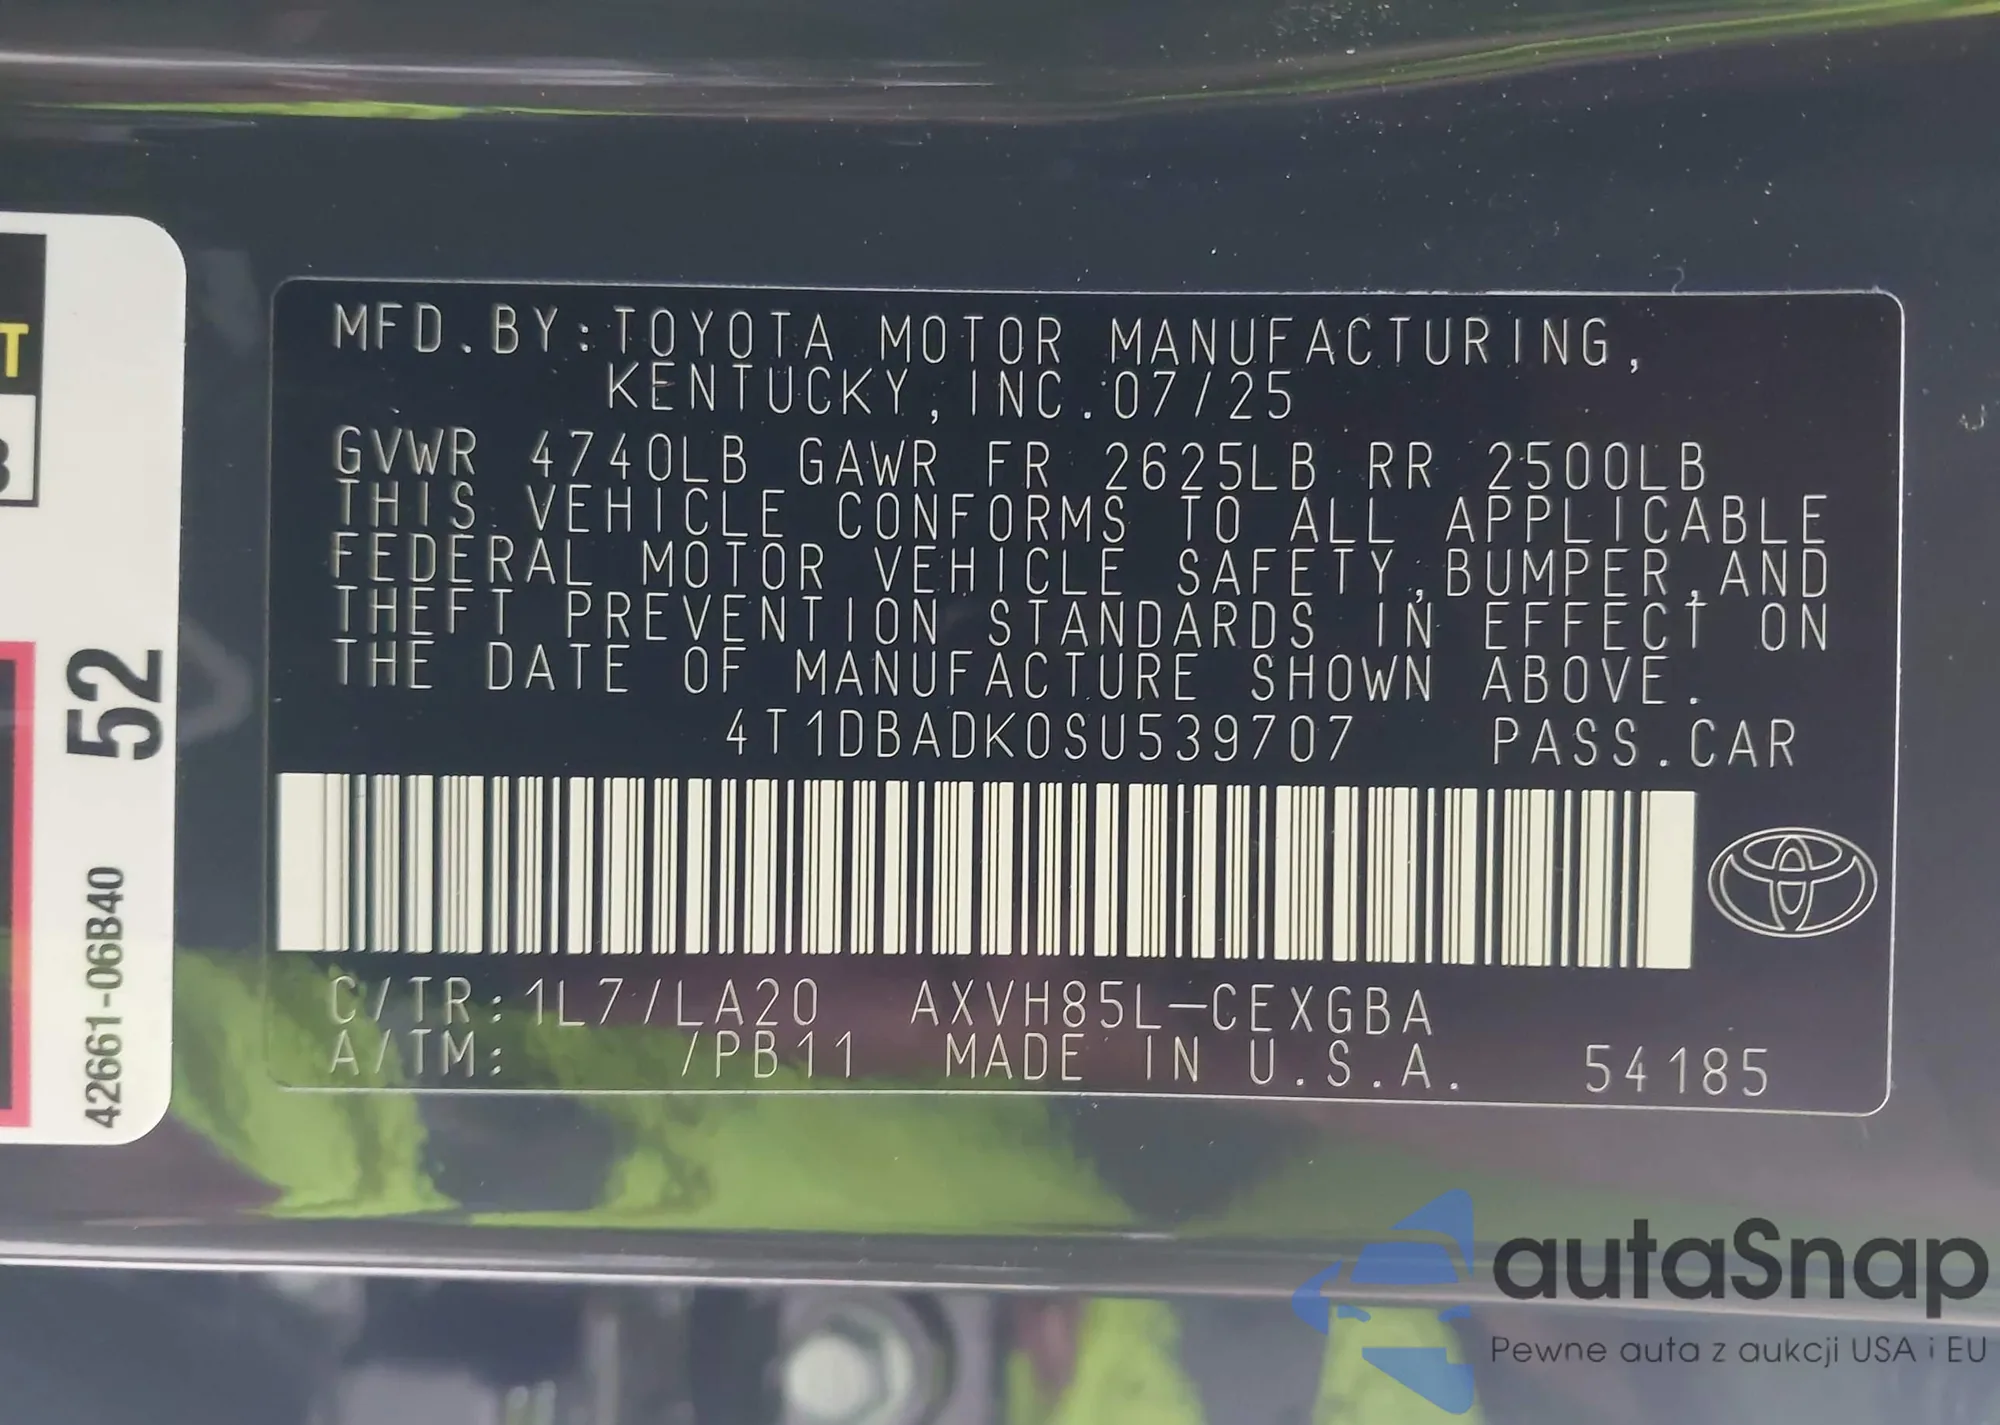 MFD.BY:TOYOTA MOTOR MANUFACTURING,
KENTUCKY,INC.07/25
GVWR 4740LB GAWR FR 2625LB RR 2500LB
THIS VEHICLE CONFORMS TO ALL APPLICABLE
FEDERAL MOTOR VEHICLE SAFETY,BUMPER,AND
THEFT PREVENTION STANDARDS IN EFFECT ON
THE DATE OF MANUFACTURE SHOWN ABOVE.
4T1DBADK0SU539707 PASS.CAR
C/TR:1L7/LA20 AXVH85L-CEXGBA
A/TM: /PB11 MADE IN U.S.A. 54185
T
52
42661-06B40
autaSnap
Pewne auta z aukcji USA i EU